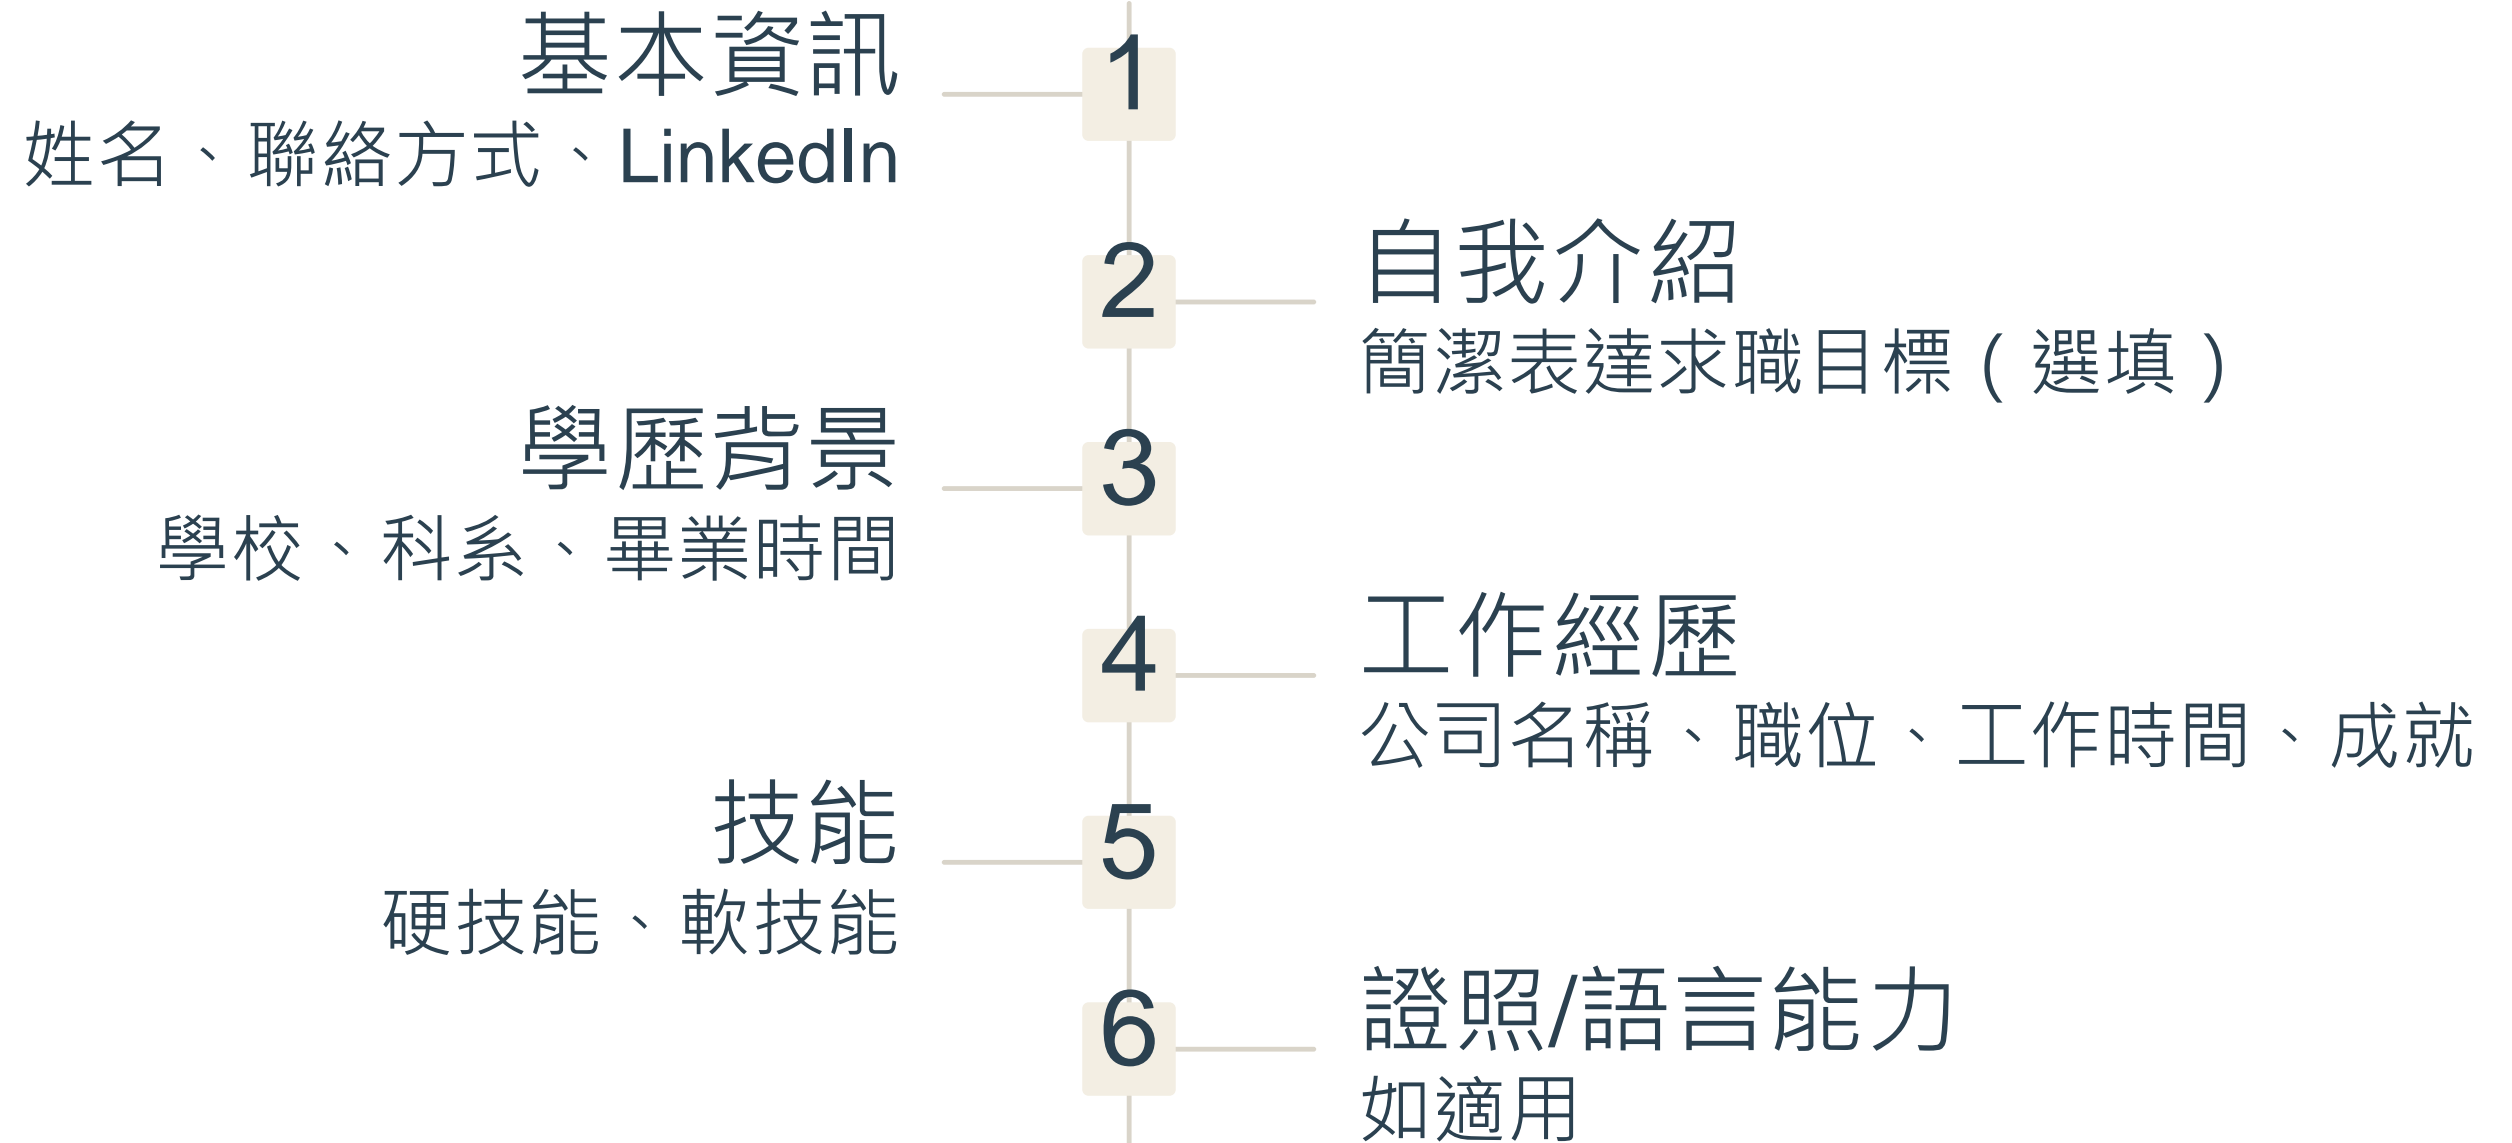 1
基本資訊
姓名、聯絡方式、LinkedIn
2
自我介紹
簡潔表達求職目標（選填）
3
學歷背景
學校、科系、畢業時間
4
工作經歷
公司名稱、職位、工作時間、成就
5
技能
硬技能、軟技能
6
證照/語言能力
如適用